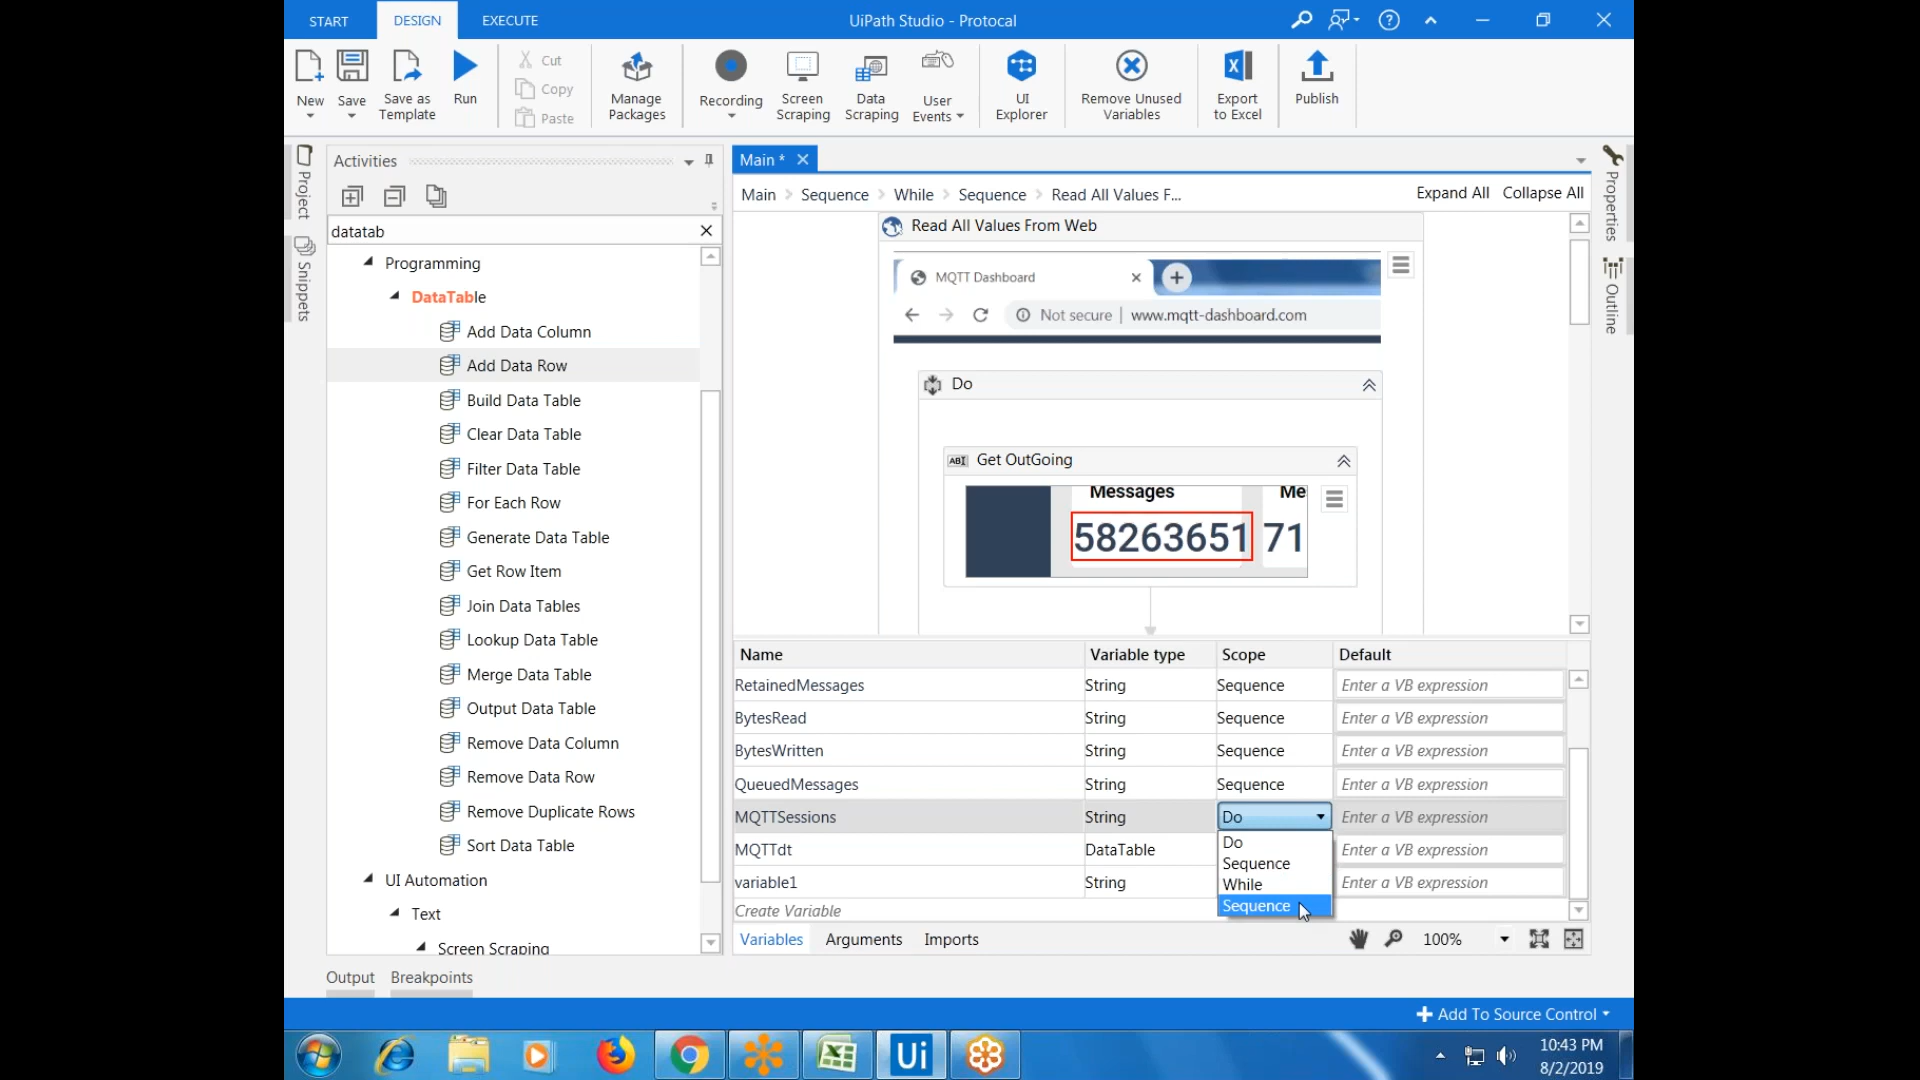 START
DESIGN
EXECUTE
UiPath Studio - Protocal
New
Save
Save as
Template
Run
Cut
Copy
Paste
Manage
Packages
Recording
Screen
Scraping
Data
Scraping
User
Events
UI
Explorer
Remove Unused
Variables
Export
to Excel
Publish
Project
Snippets
Activities
datatab
Programming
DataTable
Add Data Column
Add Data Row
Build Data Table
Clear Data Table
Filter Data Table
For Each Row
Generate Data Table
Get Row Item
Join Data Tables
Lookup Data Table
Merge Data Table
Output Data Table
Remove Data Column
Remove Data Row
Remove Duplicate Rows
Sort Data Table
UI Automation
Text
Screen Scraping
Main *
Main > Sequence > While > Sequence > Read All Values F...
Expand All
Collapse All
Read All Values From Web
MQTT Dashboard
Not secure | www.mqtt-dashboard.com
Do
Get OutGoing
ABI
Messages
Me
58263651
71
Properties
Outline
Name
Variable type
Scope
Default
RetainedMessages String Sequence Enter a VB expression
BytesRead String Sequence Enter a VB expression
BytesWritten String Sequence Enter a VB expression
QueuedMessages String Sequence Enter a VB expression
MQTTSessions String Do Enter a VB expression
MQTTdt DataTable Enter a VB expression
variable1 String Enter a VB expression
Do
Sequence
While
Sequence
Create Variable
Variables
Arguments
Imports
100%
Output
Breakpoints
Add To Source Control
Ui
10:43 PM
8/2/2019